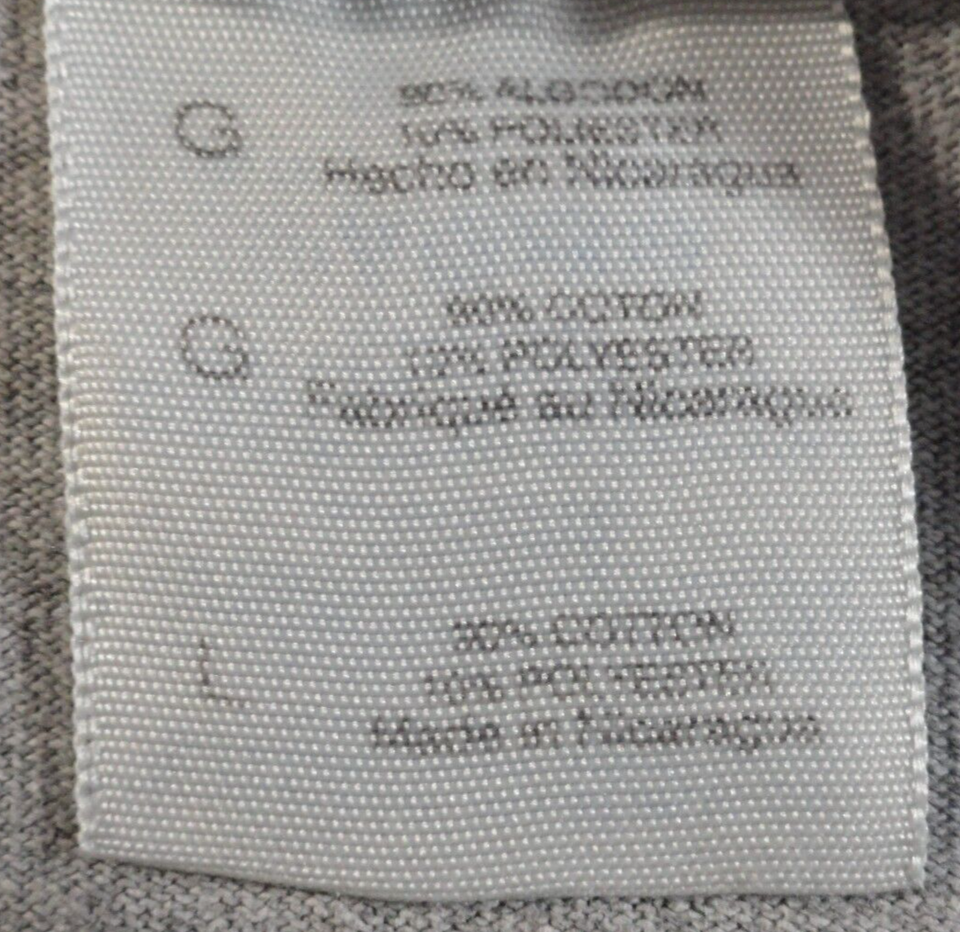 G
90% ALGODON
10% POLIESTER
Hecho en Nicaragua
G
90% COTON
10% POLYESTER
Fabriqué au Nicaragua
L
90% COTTON
10% POLYESTER
Made in Nicaragua